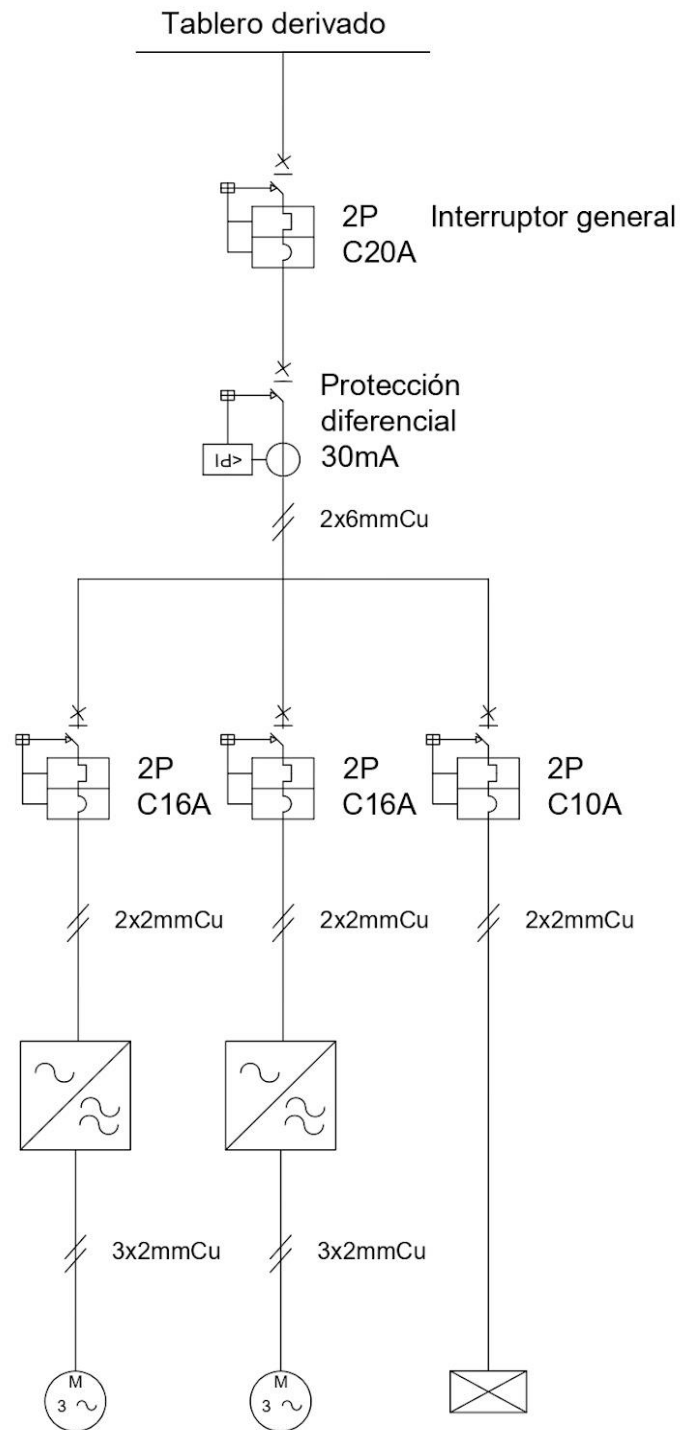 Tablero derivado
2P Interruptor general
C20A
Protección
diferencial
30mA
<PI
2x6mmCu
2P
C16A
2P
C16A
2P
C10A
2x2mmCu
2x2mmCu
2x2mmCu
3x2mmCu
3x2mmCu
M
3
M
3